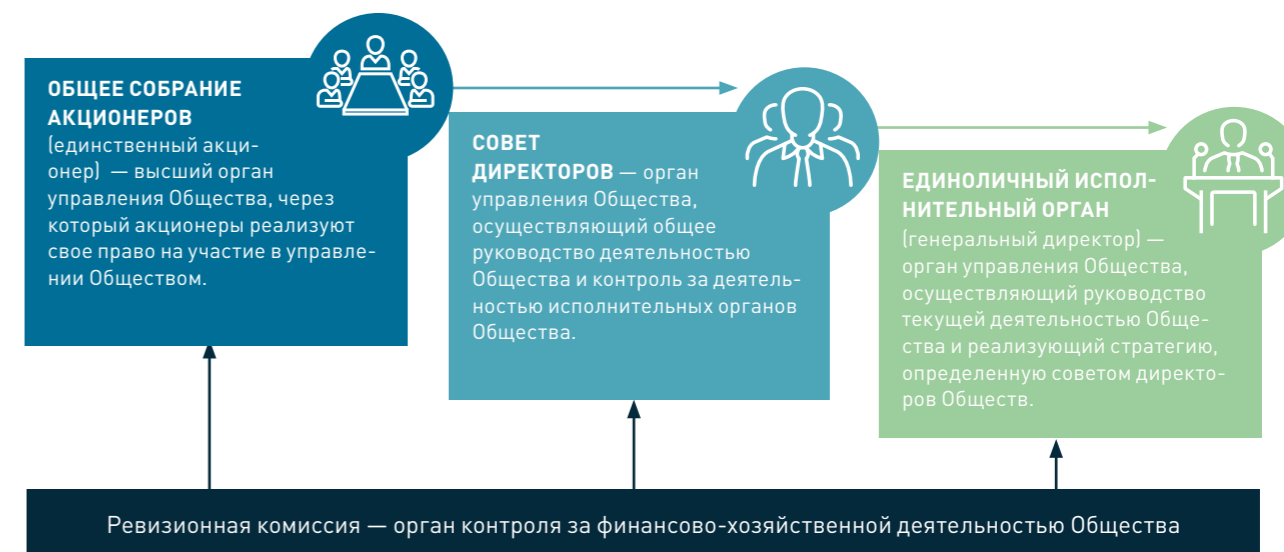 ОБЩЕЕ СОБРАНИЕ
АКЦИОНЕРОВ
(единственный акци-
онер) — высший орган
управления Общества, через
который акционеры реализуют
свое право на участие в управле-
нии Обществом.
СОВЕТ
ДИРЕКТОРОВ — орган
управления Общества,
осуществляющий общее
руководство деятельностью
Общества и контроль за деятель-
ностью исполнительных органов
Общества.
ЕДИНОЛИЧНЫЙ ИСПОЛ-
НИТЕЛЬНЫЙ ОРГАН
(генеральный директор) —
орган управления Общества,
осуществляющий руководство
текущей деятельностью Обще-
ства и реализующий стратегию,
определенную советом директо-
ров Обществ.
Ревизионная комиссия — орган контроля за финансово-хозяйственной деятельностью Общества